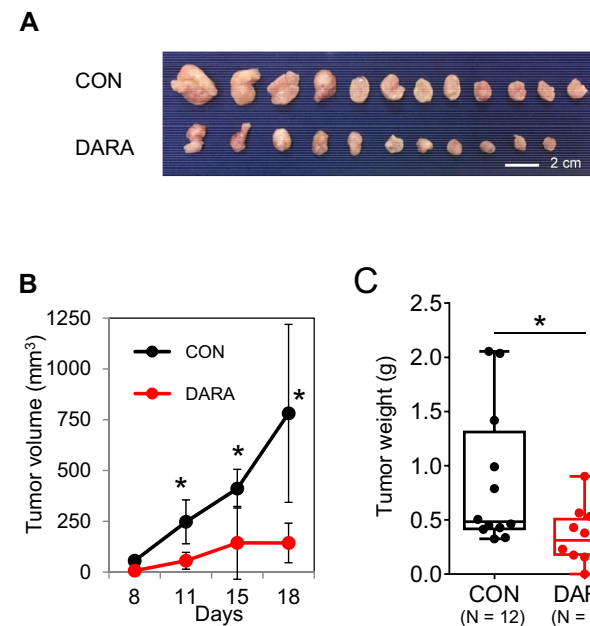 A
CON
DARA
2 cm
B
Tumor volume (mm³)
1250
1000
750
500
250
0
CON
DARA
*
*
*
8 11 15 18
Days
C
Tumor weight (g)
2.5
2.0
1.5
1.0
0.5
0.0
*
CON
(N = 12)
(N =